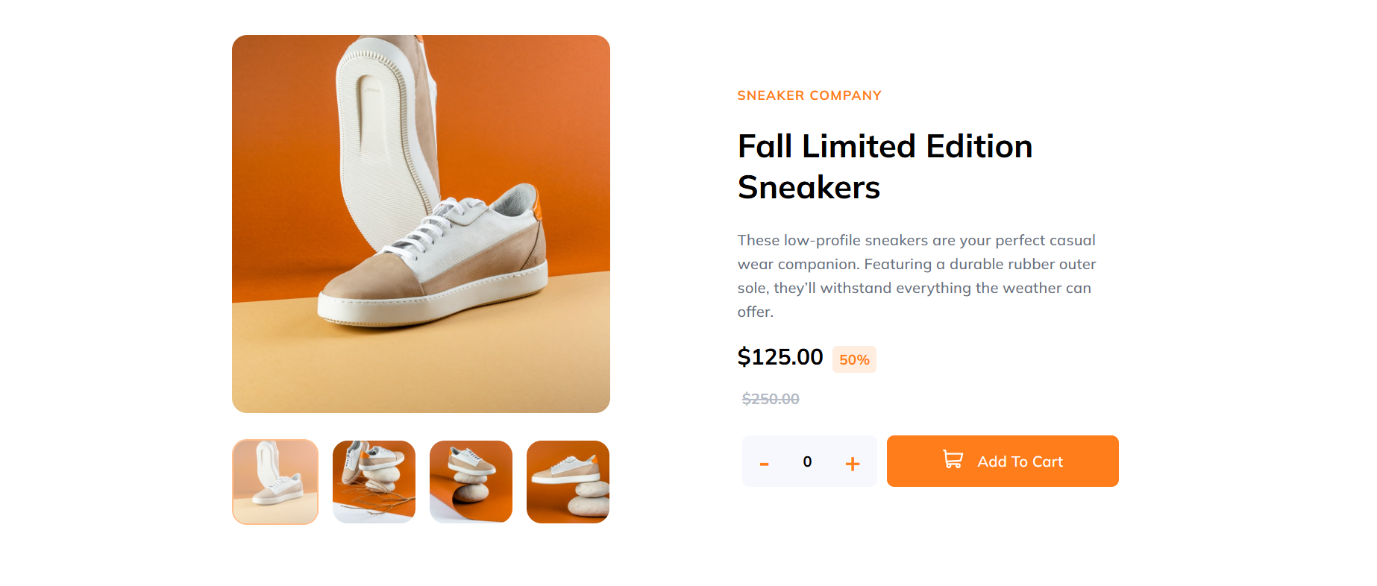 SNEAKER COMPANY
Fall Limited Edition
Sneakers
These low-profile sneakers are your perfect casual
wear companion. Featuring a durable rubber outer
sole, they’ll withstand everything the weather can
offer.
$125.00 50%
$250.00
- 0 + Add To Cart